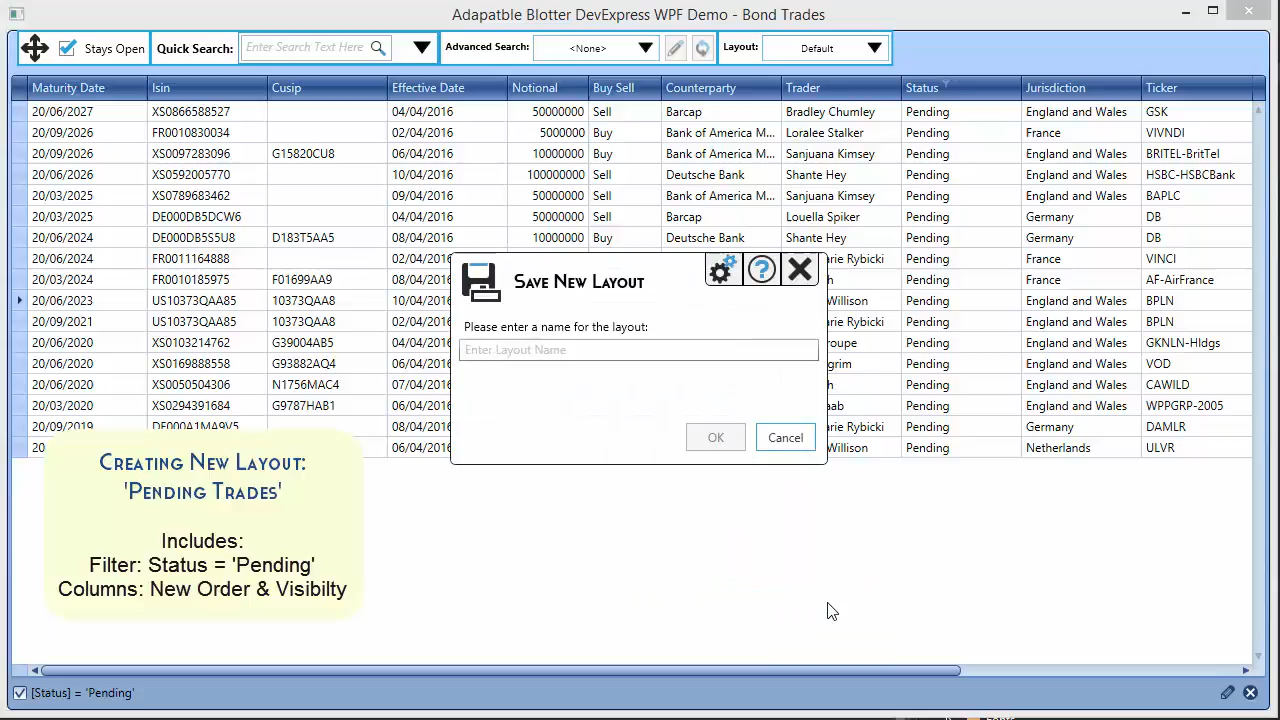 Adapatble Blotter DevExpress WPF Demo - Bond Trades
Stays Open Quick Search: Enter Search Text Here Advanced Search: <None> Layout: Default
Maturity Date Isin Cusip Effective Date Notional Buy Sell Counterparty Trader Status Jurisdiction Ticker
20/06/2027 XS0866588527 04/04/2016 50000000 Sell Barcap Bradley Chumley Pending England and Wales GSK
20/09/2026 FR0010830034 02/04/2016 5000000 Buy Bank of America M... Loralee Stalker Pending France VIVNDI
20/09/2026 XS0097283096 G15820CU8 06/04/2016 10000000 Buy Bank of America M... Sanjuana Kimsey Pending England and Wales BRITEL-BritTel
20/06/2026 XS0592005770 10/04/2016 100000000 Sell Deutsche Bank Shante Hey Pending England and Wales HSBC-HSBCBank
20/03/2025 XS0789683462 09/04/2016 50000000 Sell Bank of America M... Sanjuana Kimsey Pending England and Wales BAPLC
20/03/2025 DE000DB5DCW6 04/04/2016 50000000 Sell Barcap Louella Spiker Pending Germany DB
20/06/2024 DE000DB5S5U8 D183T5AA5 08/04/2016 10000000 Buy Deutsche Bank Shante Hey Pending Germany DB
20/06/2024 FR0011164888 04/04/2016 arie Rybicki Pending France VINCI
20/03/2024 FR0010185975 F01699AA9 08/04/2016 h Pending England and Wales AF-AirFrance
20/06/2023 US10373QAA85 10373QAA8 10/04/2016 Willison Pending England and Wales BPLN
20/09/2021 US10373QAA85 10373QAA8 02/04/2016 arie Rybicki Pending England and Wales BPLN
20/06/2020 XS0103214762 G39004AB5 04/04/2016 roupe Pending England and Wales GKNLN-Hldgs
20/06/2020 XS0169888558 G93882AQ4 06/04/2016 grim Pending England and Wales VOD
20/06/2020 XS0050504306 N1756MAC4 07/04/2016 h Pending England and Wales CAWILD
20/03/2020 XS0294391684 G9787HAB1 06/04/2016 aab Pending England and Wales WPPGRP-2005
20/09/2019 DE000A1MA9V5 08/04/2016 arie Rybicki Pending Germany DAMLR
06/04/2016 Willison Pending Netherlands ULVR
Save New Layout
Please enter a name for the layout:
Enter Layout Name
OK Cancel
Creating New Layout:
'Pending Trades'
Includes:
Filter: Status = 'Pending'
Columns: New Order & Visibilty
[Status] = 'Pending'